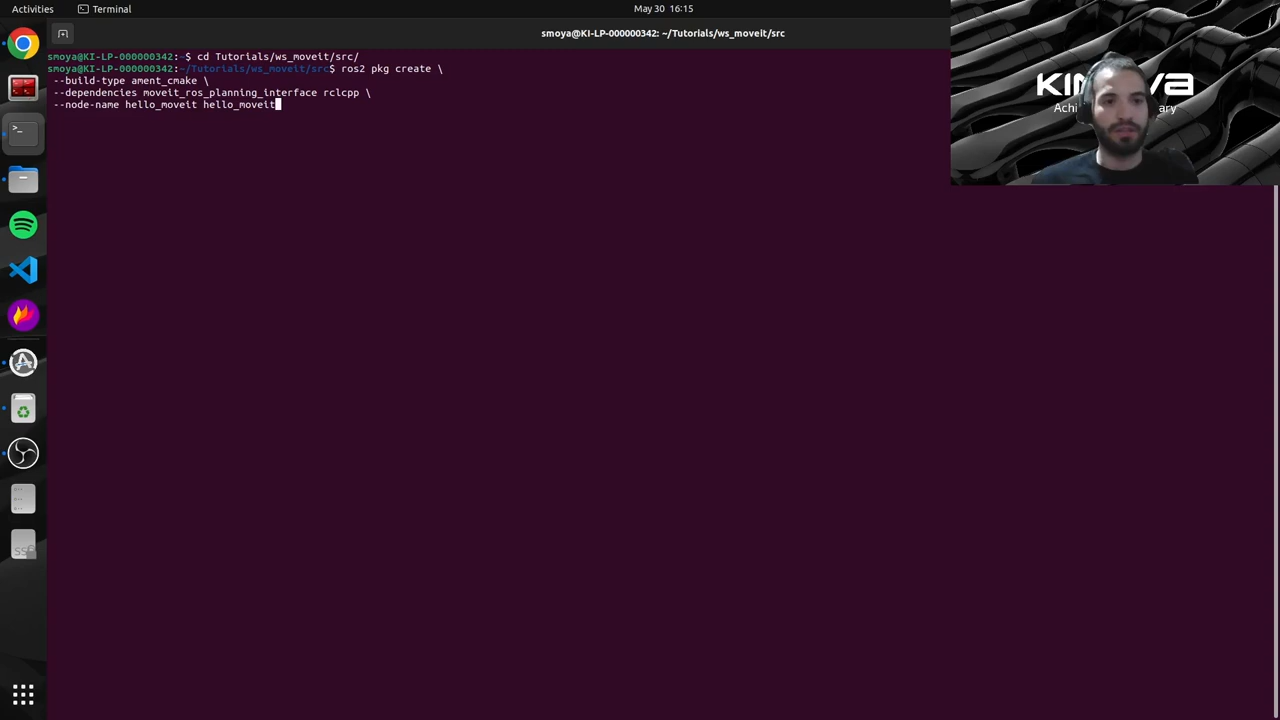 Activities
Terminal
May 30 16:15
smoya@KI-LP-000000342: ~/Tutorials/ws_moveit/src
smoya@KI-LP-000000342:~$ cd Tutorials/ws_moveit/src/
smoya@KI-LP-000000342:~/Tutorials/ws_moveit/src$ ros2 pkg create \
--build-type ament_cmake \
--dependencies moveit_ros_planning_interface rclcpp \
--node-name hello_moveit hello_moveit